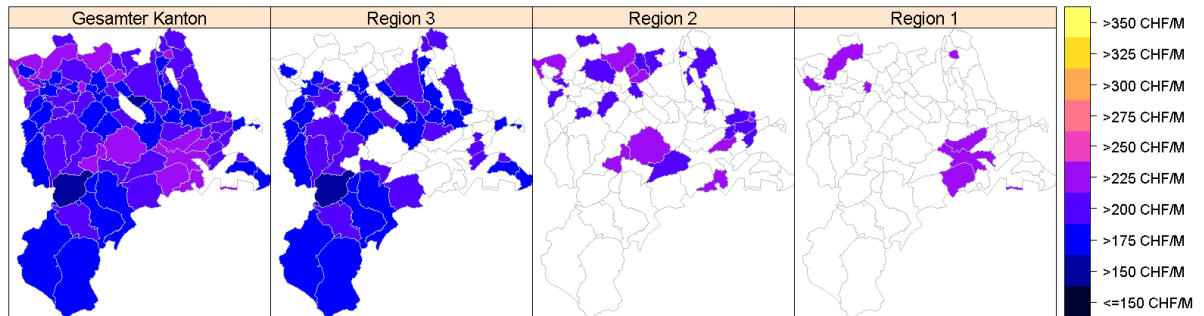 Gesamter Kanton
Region 3
Region 2
Region 1
>350 CHF/M
>325 CHF/M
>300 CHF/M
>275 CHF/M
>250 CHF/M
>225 CHF/M
>200 CHF/M
>175 CHF/M
>150 CHF/M
<=150 CHF/M